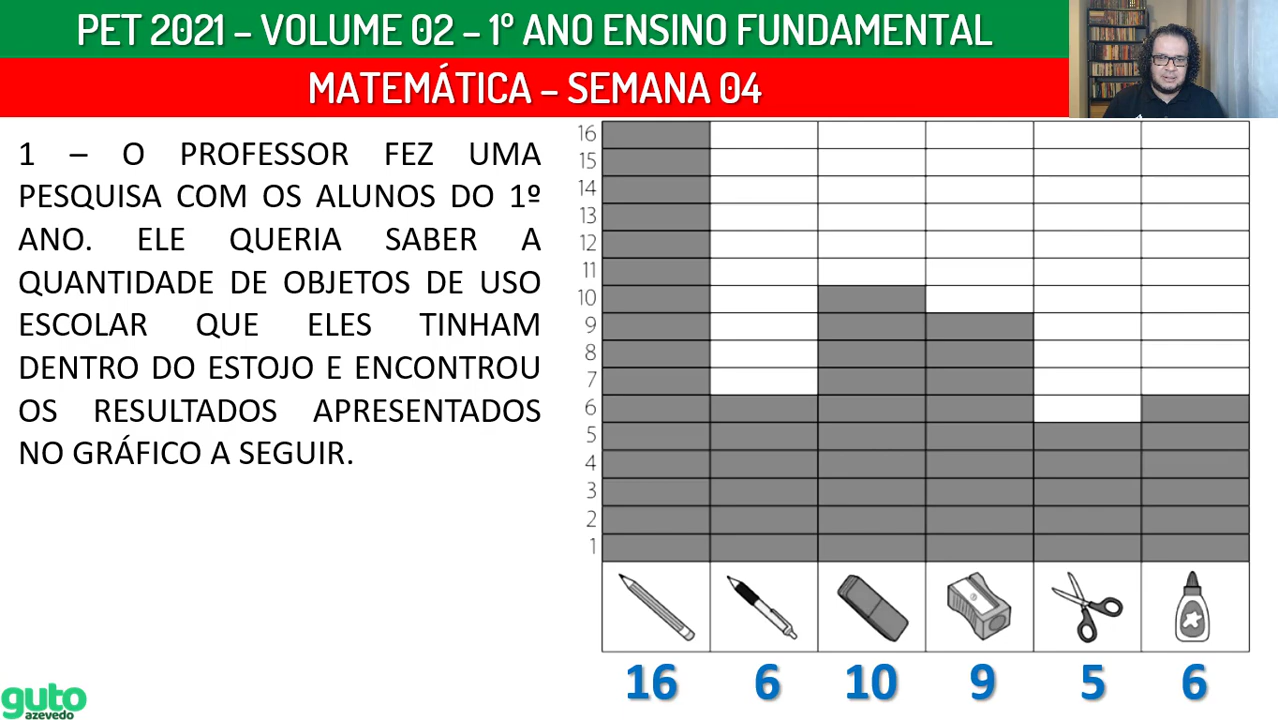 PET 2021 – VOLUME 02 – 1º ANO ENSINO FUNDAMENTAL
MATEMÁTICA – SEMANA 04
1 – O PROFESSOR FEZ UMA
PESQUISA COM OS ALUNOS DO 1º
ANO. ELE QUERIA SABER A
QUANTIDADE DE OBJETOS DE USO
ESCOLAR QUE ELES TINHAM
DENTRO DO ESTOJO E ENCONTROU
OS RESULTADOS APRESENTADOS
NO GRÁFICO A SEGUIR.
16
15
14
13
12
11
10
9
8
7
6
5
4
3
2
1
16 6 10 9 5 6
guto
azevedo